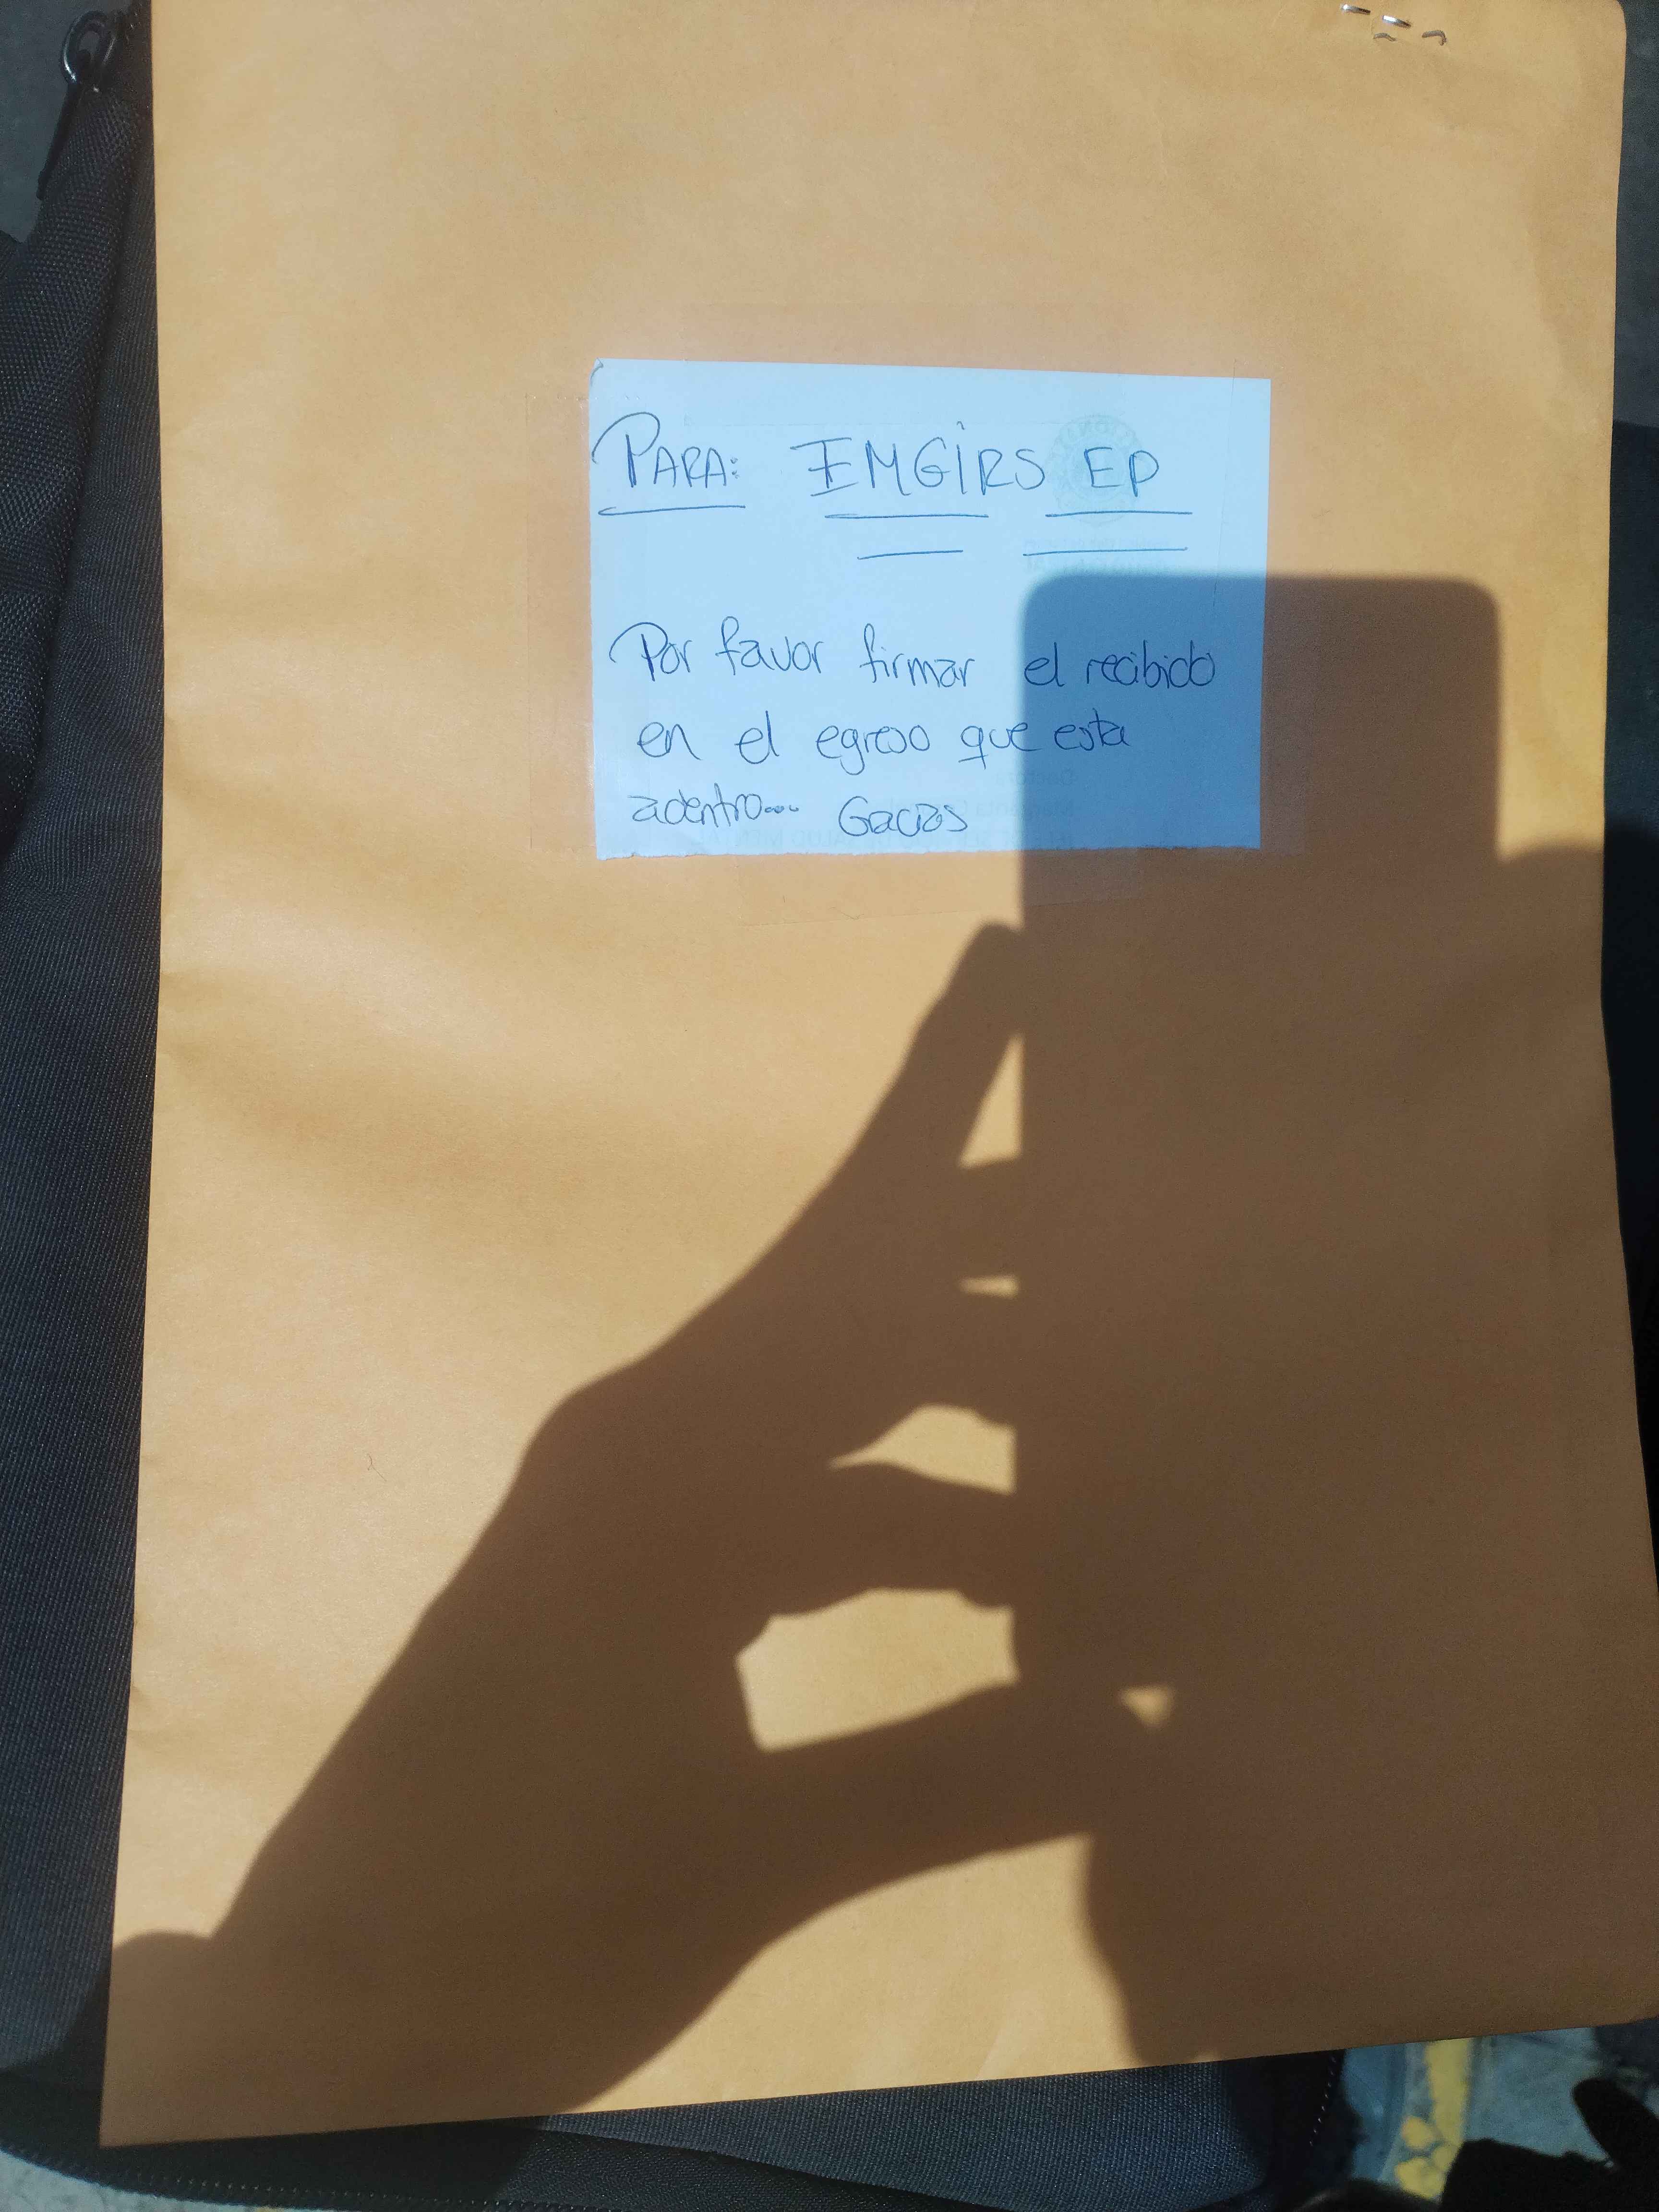 PARA: EMGIRS EP
Por favor firmar el recibido
en el egreso que esta
adentro... Gracias